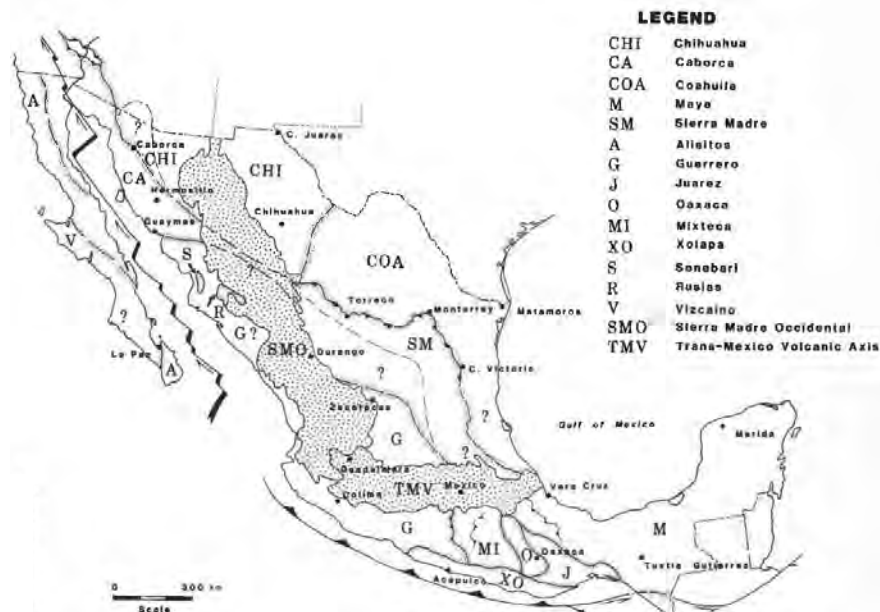 LEGEND
CHI Chihuahua
CA Caborca
COA Coahuila
M Maya
SM Sierra Madre
A Alisitos
G Guerrero
J Juarez
O Oaxaca
MI Mixteca
XO Xolapa
S Sonobari
R Rusias
V Vizcaino
SMO Sierra Madre Occidental
TMV Trans-Mexico Volcanic Axis
A
?
Caborca
CHI
C. Juarez
CA
CHI
Hermosillo
Chihuahua
Guaymas
V
S
?
COA
Torreon
Monterrey
Matamoros
R
G?
SM
?
SMO
Durango
C. Victoria
La Paz
?
A
Zacatecas
?
Gulf of Mexico
Merida
G
?
Guadalajara
TMV
Mexico
Vera Cruz
Colima
G
M
MI
O
Oaxaca
J
Tuxtla Gutierrez
Acapulco
XO
0 300 km
Scale